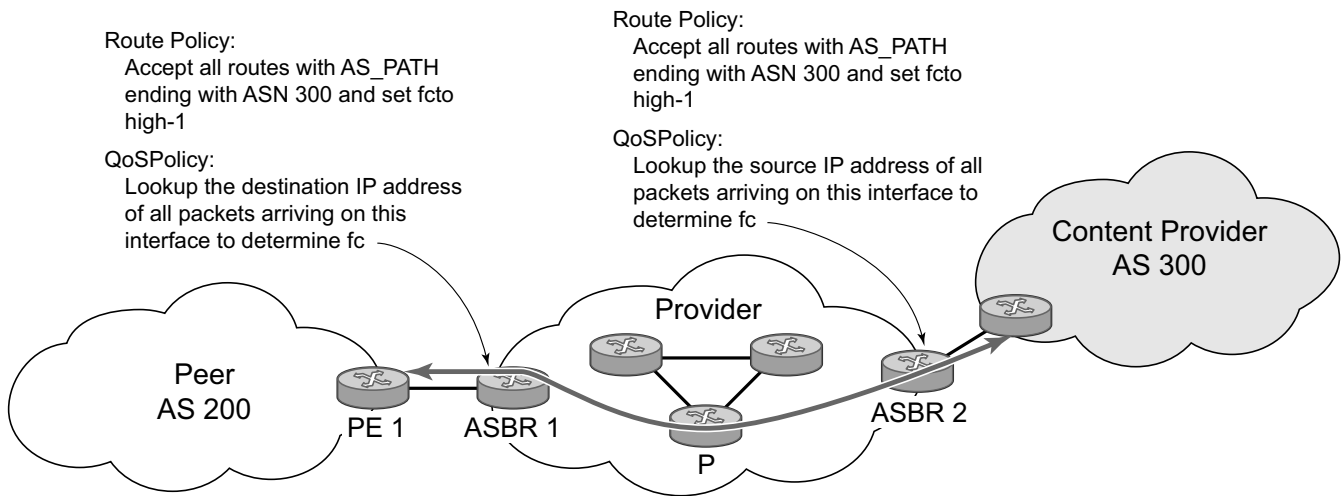 Route Policy:
Accept all routes with AS_PATH
ending with ASN 300 and set fcto
high-1
QoSPolicy:
Lookup the destination IP address
of all packets arriving on this
interface to determine fc
Route Policy:
Accept all routes with AS_PATH
ending with ASN 300 and set fcto
high-1
QoSPolicy:
Lookup the source IP address of all
packets arriving on this interface to
determine fc
Content Provider
AS 300
Provider
Peer
AS 200
PE 1
ASBR 1
P
ASBR 2